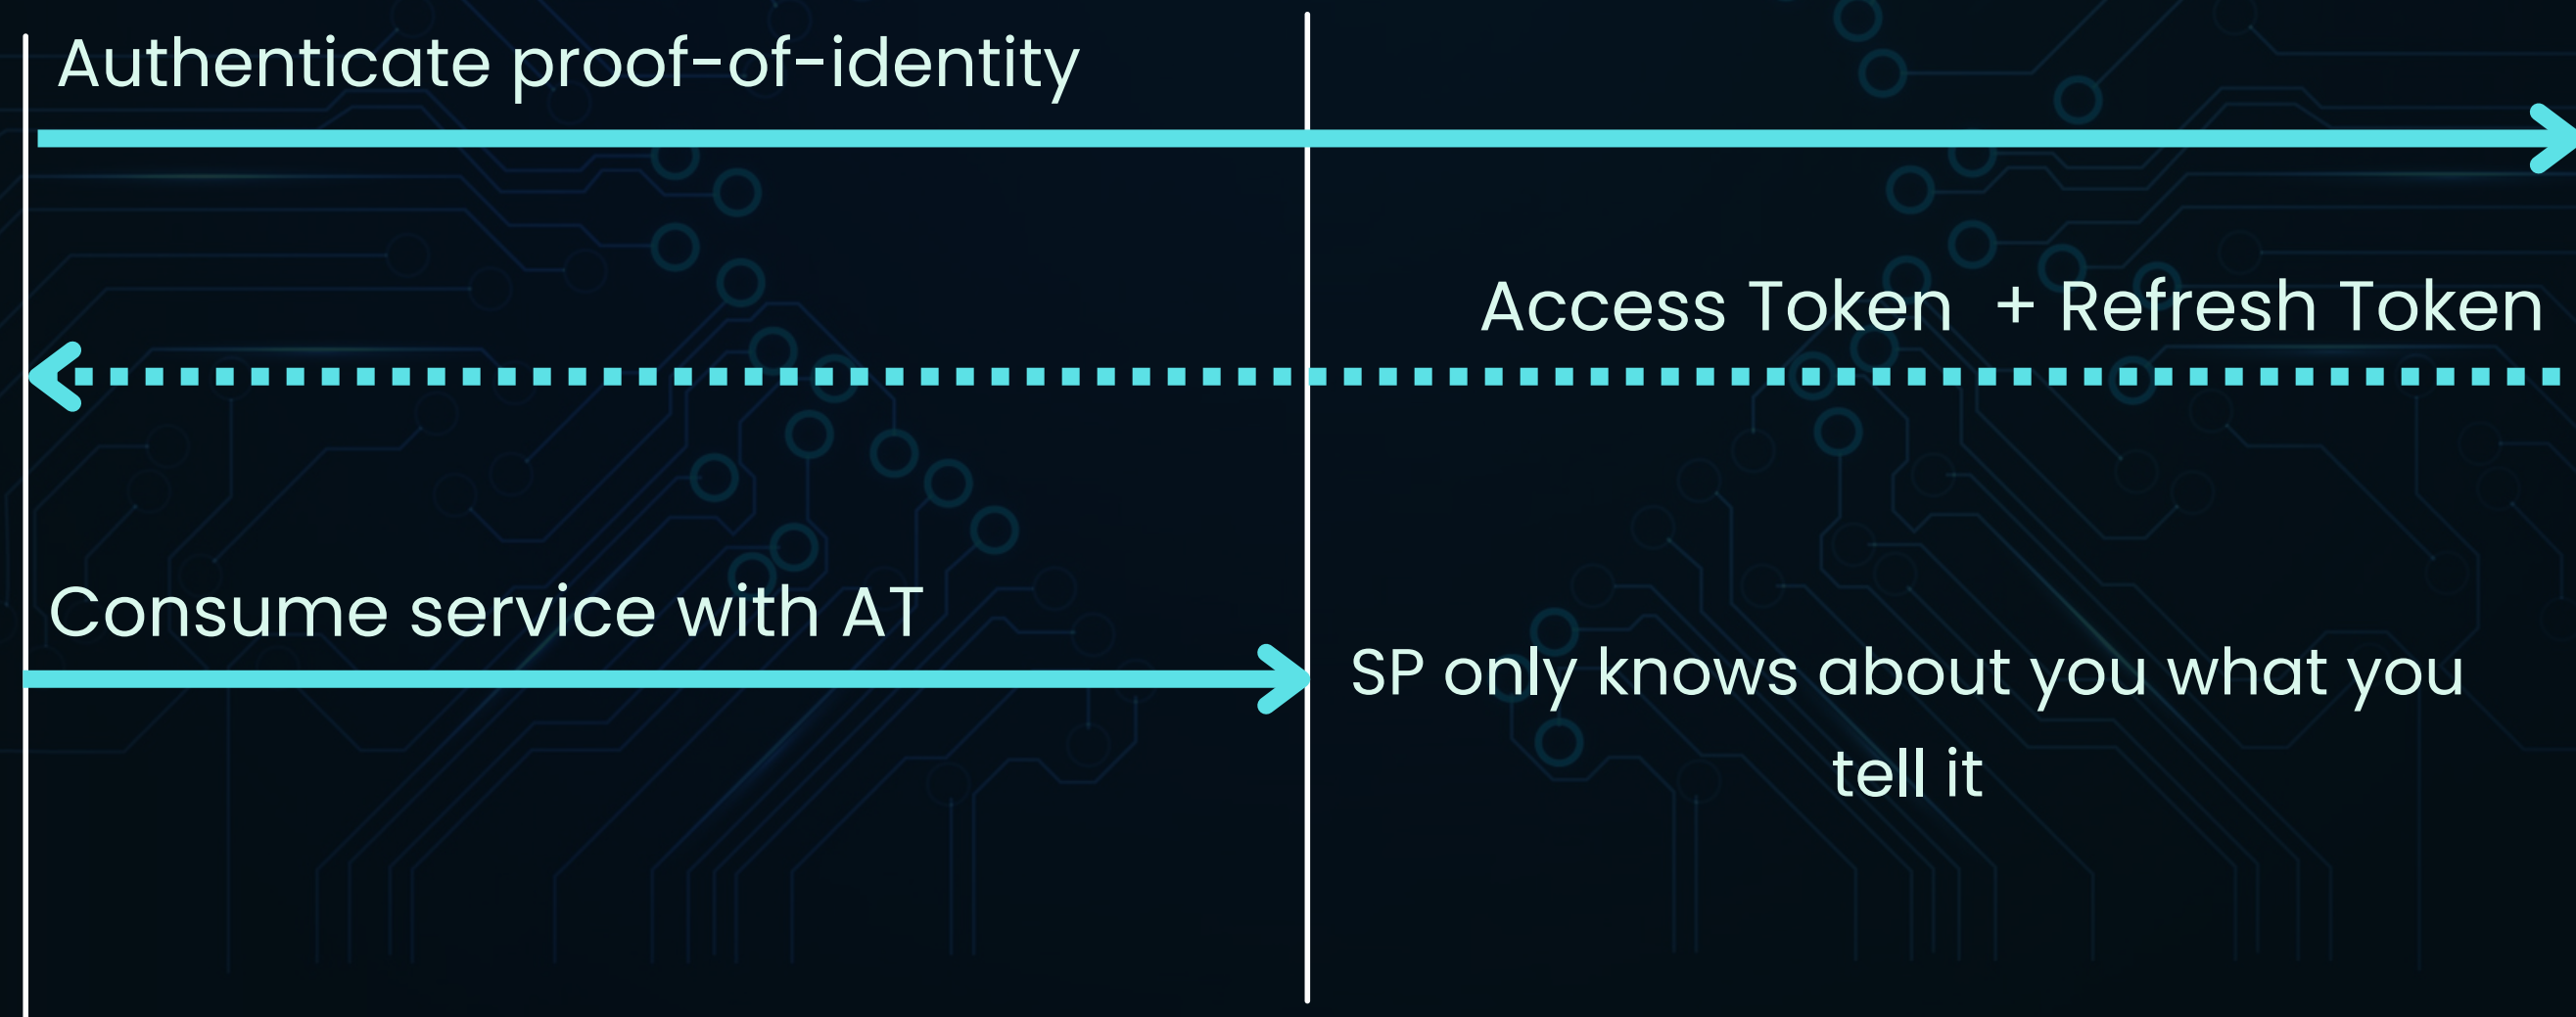 Authenticate proof-of-identity
Access Token + Refresh Token
Consume service with AT
SP only knows about you what you
tell it